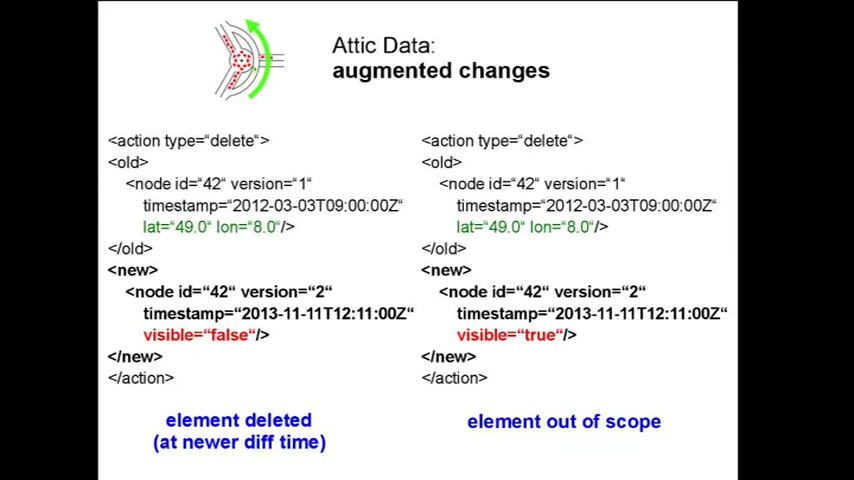 Attic Data:
augmented changes
<action type=“delete“>
<old>
<node id=“42“ version=“1“
timestamp=“2012-03-03T09:00:00Z“
lat=“49.0“ lon=“8.0“/>
</old>
<new>
<node id=“42“ version=“2“
timestamp=“2013-11-11T12:11:00Z“
visible=“false“/>
</new>
</action>
element deleted
(at newer diff time)
<action type=“delete“>
<old>
<node id=“42“ version=“1“
timestamp=“2012-03-03T09:00:00Z“
lat=“49.0“ lon=“8.0“/>
</old>
<new>
<node id=“42“ version=“2“
timestamp=“2013-11-11T12:11:00Z“
visible=“true“/>
</new>
</action>
element out of scope